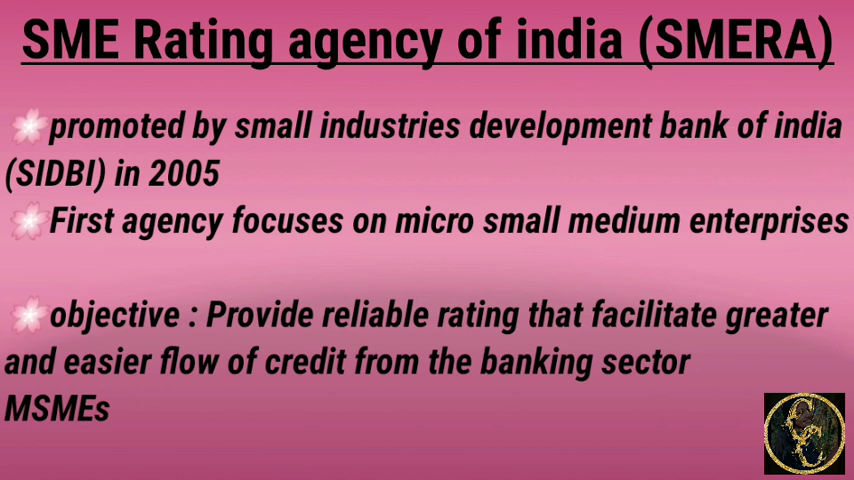 SME Rating agency of india (SMERA)
promoted by small industries development bank of india
(SIDBI) in 2005
First agency focuses on micro small medium enterprises
objective : Provide reliable rating that facilitate greater
and easier flow of credit from the banking sector
MSMEs